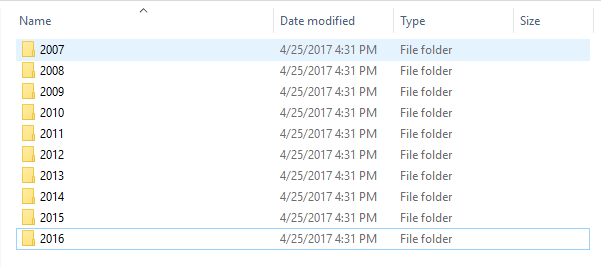 Name Date modified Type Size
2007 4/25/2017 4:31 PM File folder
2008 4/25/2017 4:31 PM File folder
2009 4/25/2017 4:31 PM File folder
2010 4/25/2017 4:31 PM File folder
2011 4/25/2017 4:31 PM File folder
2012 4/25/2017 4:31 PM File folder
2013 4/25/2017 4:31 PM File folder
2014 4/25/2017 4:31 PM File folder
2015 4/25/2017 4:31 PM File folder
2016 4/25/2017 4:31 PM File folder